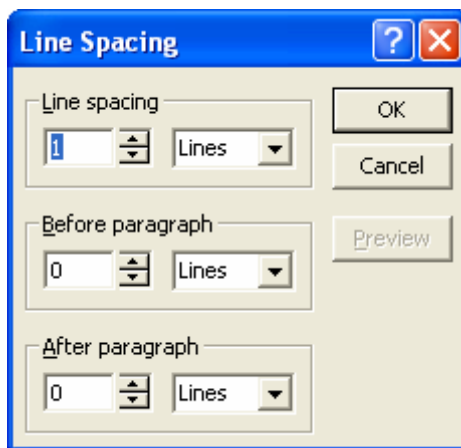 Line Spacing
Line spacing
1 Lines
OK
Cancel
Before paragraph
0 Lines
Preview
After paragraph
0 Lines